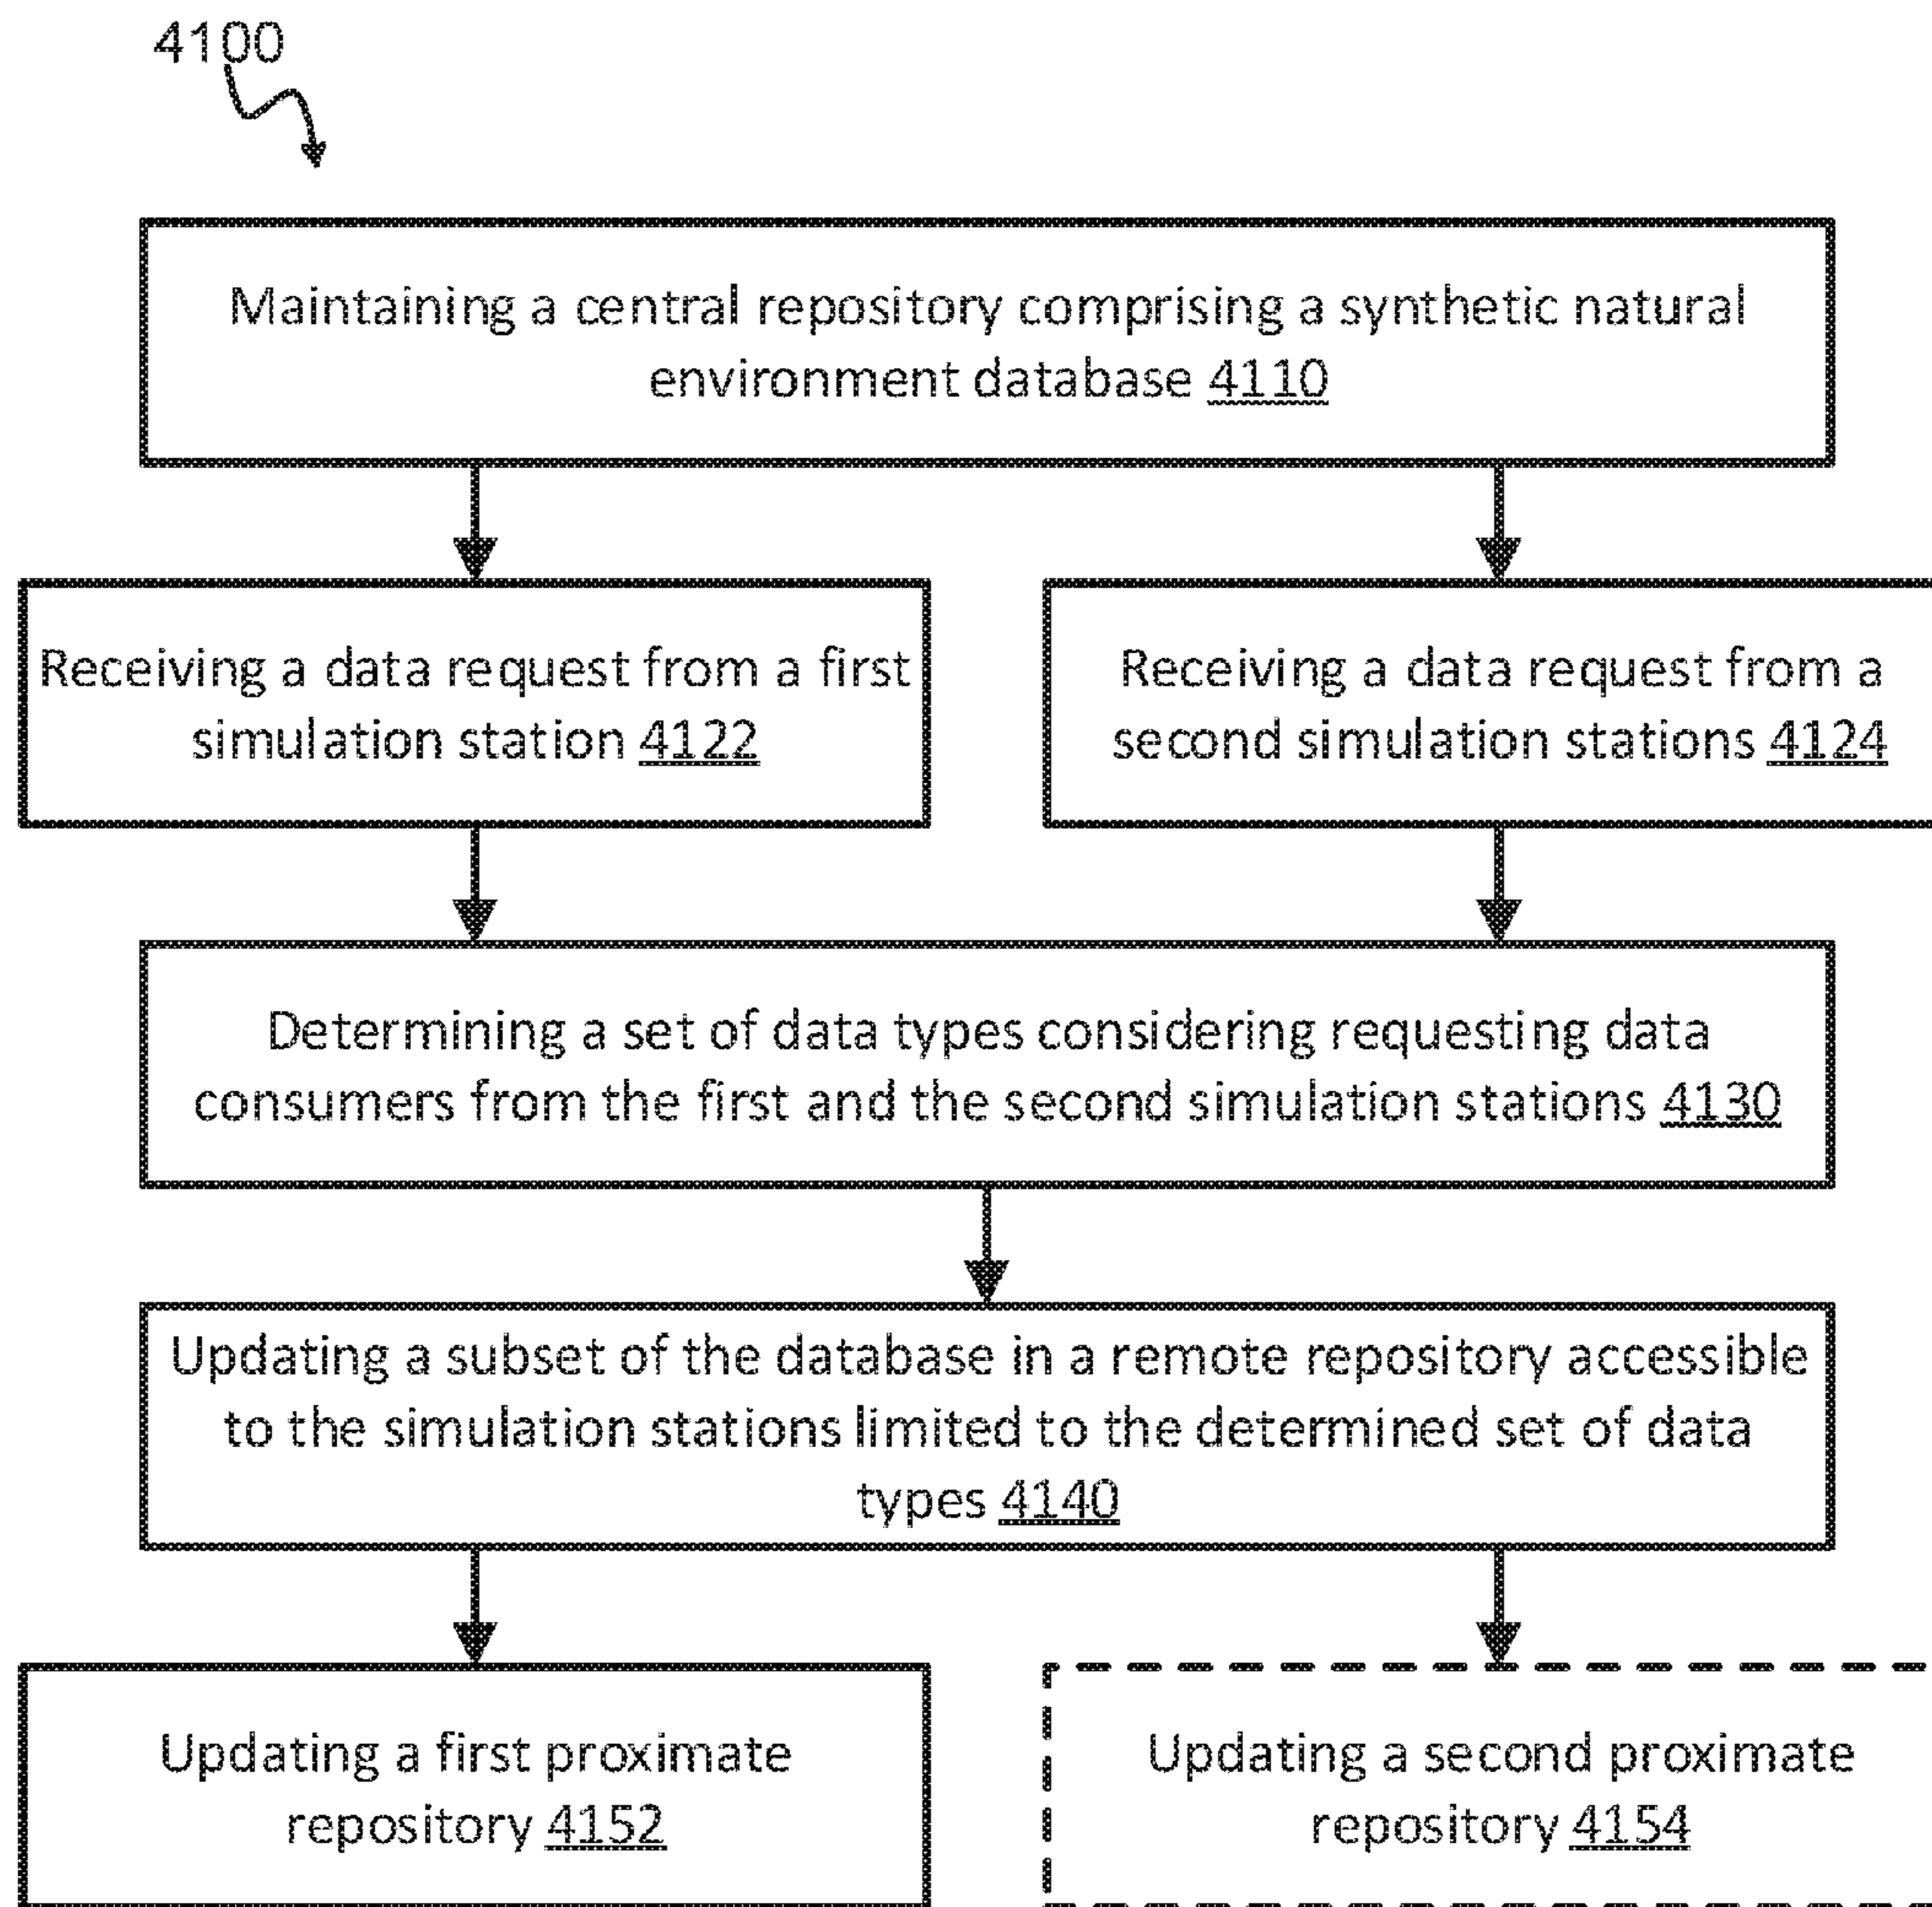 4100
Maintaining a central repository comprising a synthetic natural
environment database 4110
Receiving a data request from a first
simulation station 4122
Receiving a data request from a
second simulation stations 4124
Determining a set of data types considering requesting data
consumers from the first and the second simulation stations 4130
Updating a subset of the database in a remote repository accessible
to the simulation stations limited to the determined set of data
types 4140
Updating a first proximate
repository 4152
Updating a second proximate
repository 4154